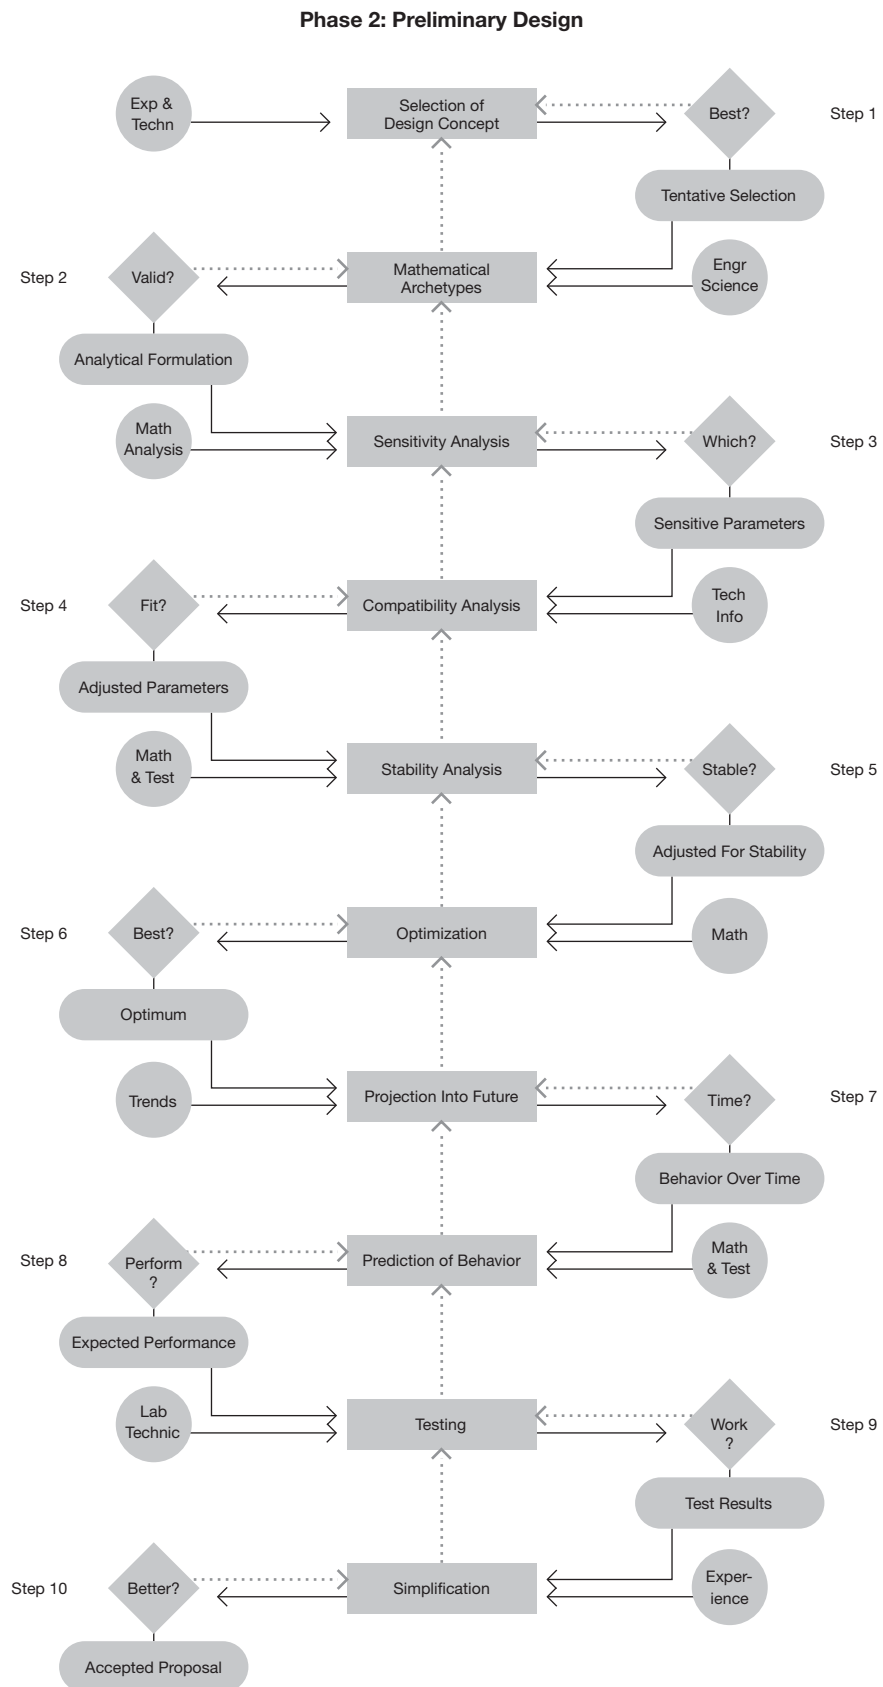 Phase 2: Preliminary Design
Exp &
Techn
Selection of
Design Concept
Best?
Step 1
Tentative Selection
Step 2
Valid?
Mathematical
Archetypes
Engr
Science
Analytical Formulation
Math
Analysis
Sensitivity Analysis
Which?
Step 3
Sensitive Parameters
Step 4
Fit?
Compatibility Analysis
Tech
Info
Adjusted Parameters
Math
& Test
Stability Analysis
Stable?
Step 5
Adjusted For Stability
Step 6
Best?
Optimization
Math
Optimum
Trends
Projection Into Future
Time?
Step 7
Behavior Over Time
Step 8
Perform
?
Prediction of Behavior
Math
& Test
Expected Performance
Lab
Technic
Testing
Work
?
Step 9
Test Results
Step 10
Better?
Simplification
Exper-
ience
Accepted Proposal